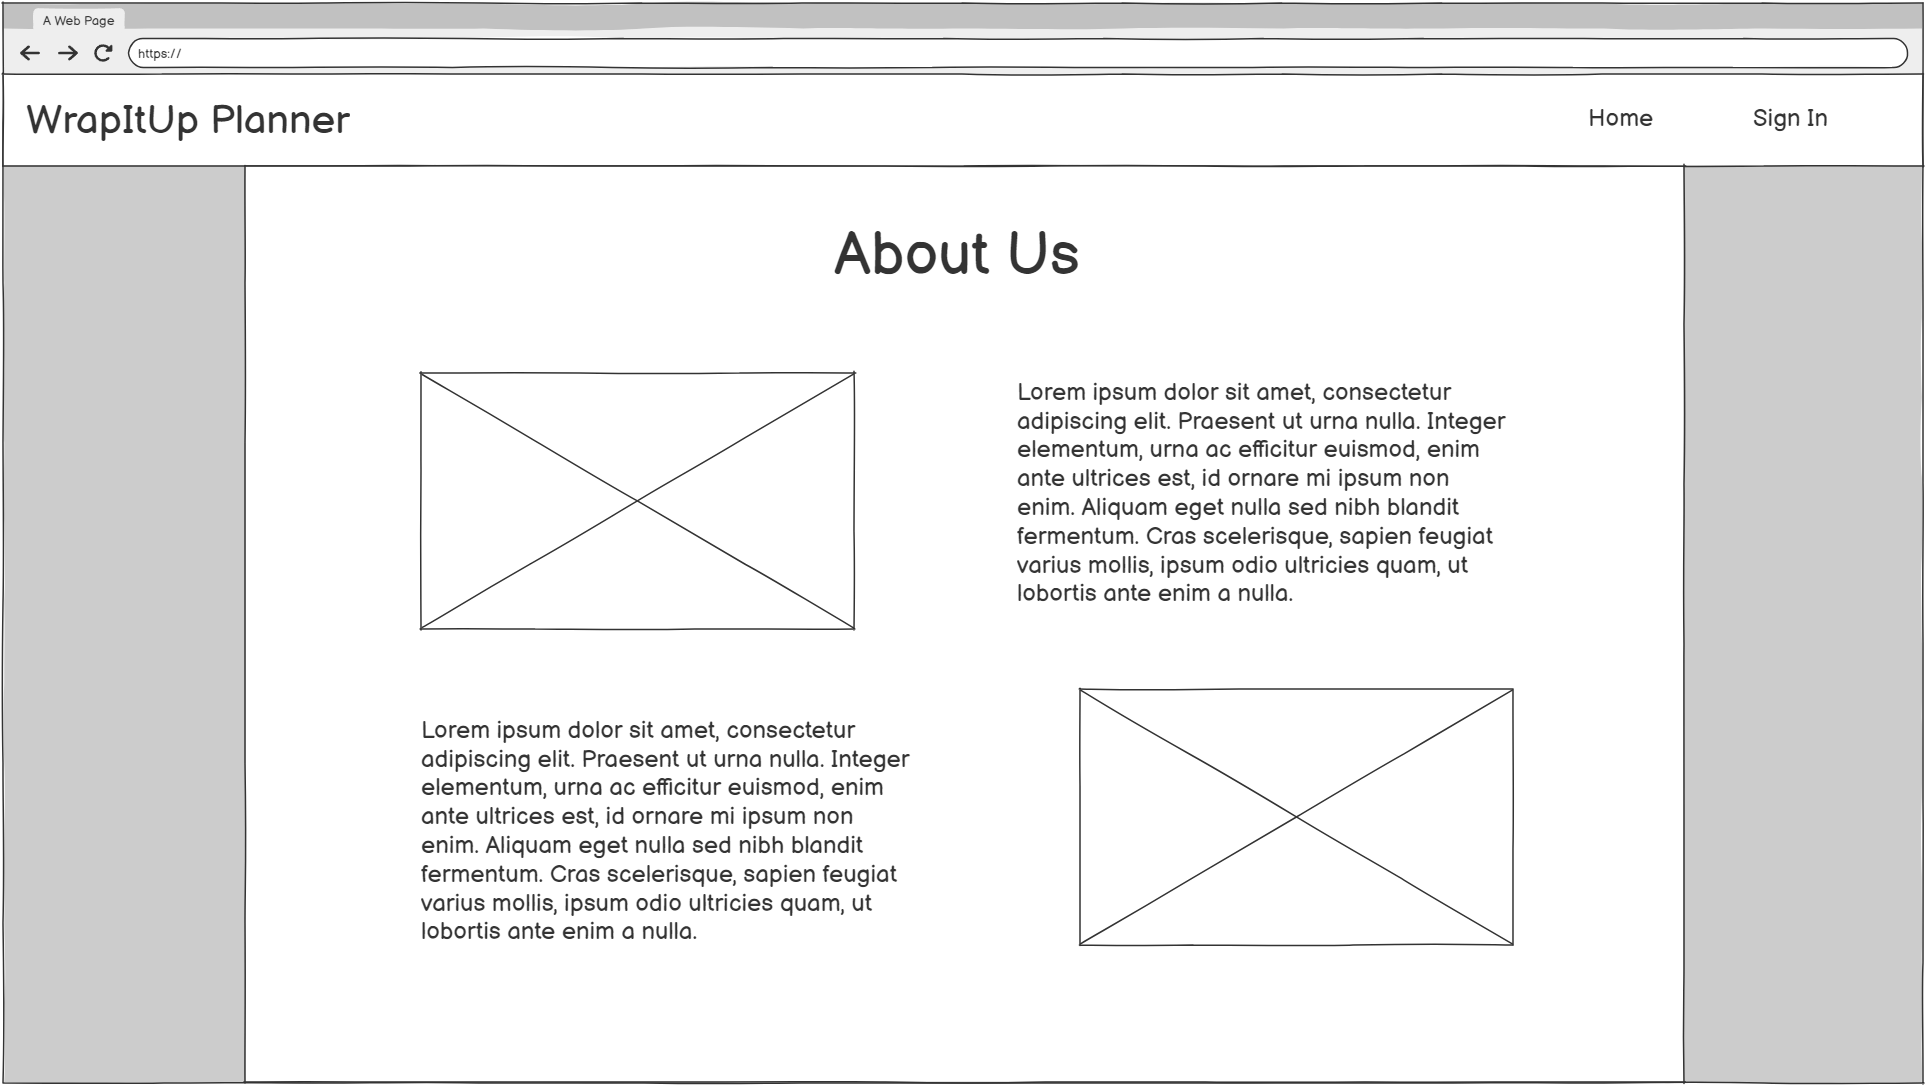 A Web Page
https://
WrapItUp Planner
Home
Sign In
About Us
Lorem ipsum dolor sit amet, consectetur
adipiscing elit. Praesent ut urna nulla. Integer
elementum, urna ac efficitur euismod, enim
ante ultrices est, id ornare mi ipsum non
enim. Aliquam eget nulla sed nibh blandit
fermentum. Cras scelerisque, sapien feugiat
varius mollis, ipsum odio ultricies quam, ut
lobortis ante enim a nulla.
Lorem ipsum dolor sit amet, consectetur
adipiscing elit. Praesent ut urna nulla. Integer
elementum, urna ac efficitur euismod, enim
ante ultrices est, id ornare mi ipsum non
enim. Aliquam eget nulla sed nibh blandit
fermentum. Cras scelerisque, sapien feugiat
varius mollis, ipsum odio ultricies quam, ut
lobortis ante enim a nulla.